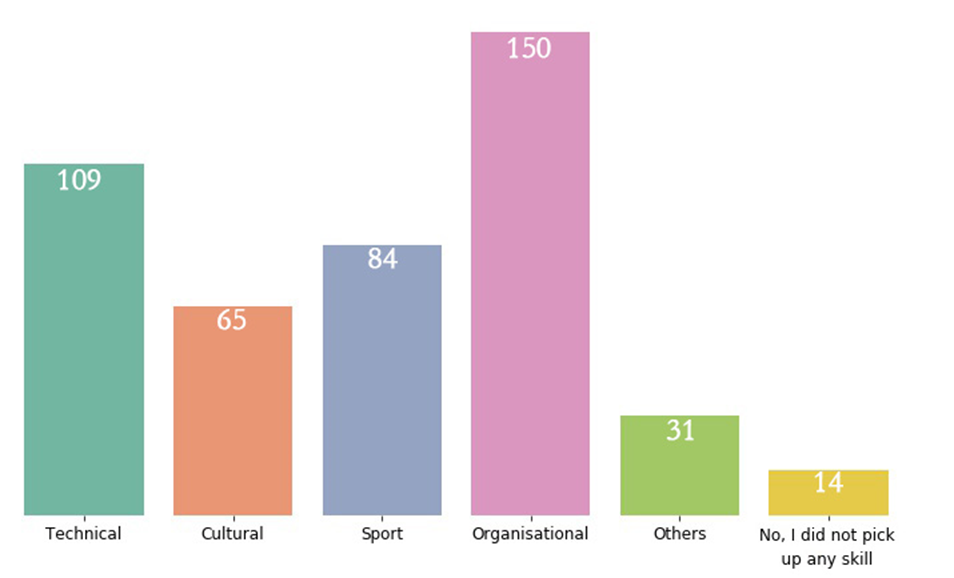 150
109
84
65
31
14
Technical
Cultural
Sport
Organisational
Others
No, I did not pick
up any skill